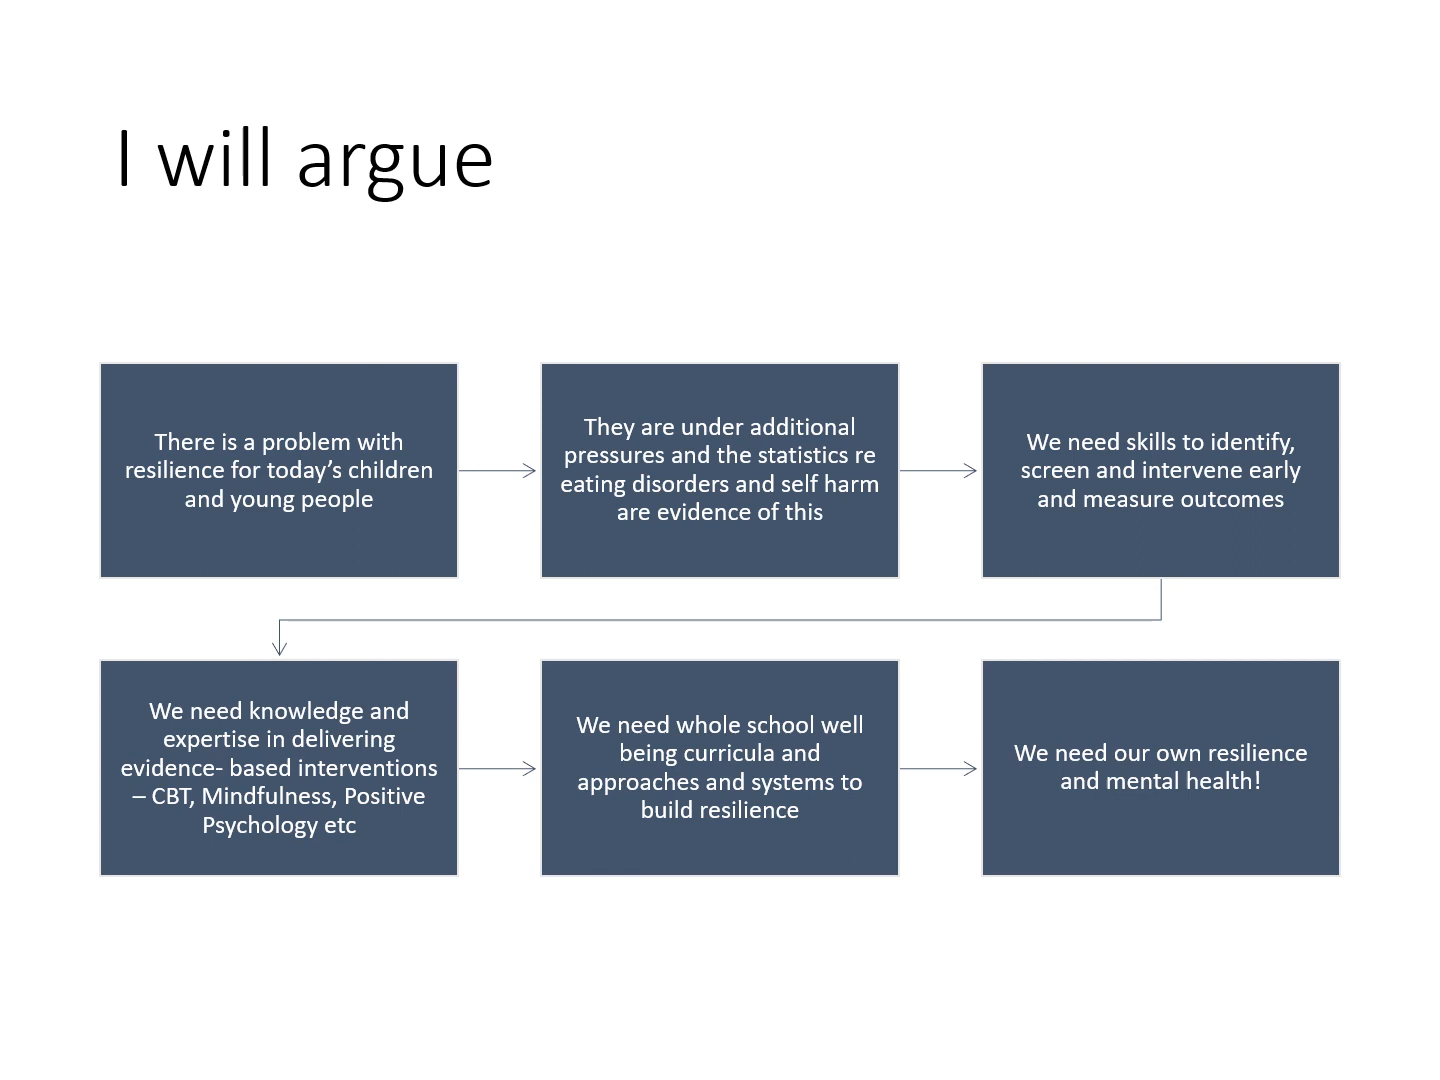 I will argue
There is a problem with
resilience for today’s children
and young people
They are under additional
pressures and the statistics re
eating disorders and self harm
are evidence of this
We need skills to identify,
screen and intervene early
and measure outcomes
We need knowledge and
expertise in delivering
evidence- based interventions
– CBT, Mindfulness, Positive
Psychology etc
We need whole school well
being curricula and
approaches and systems to
build resilience
We need our own resilience
and mental health!